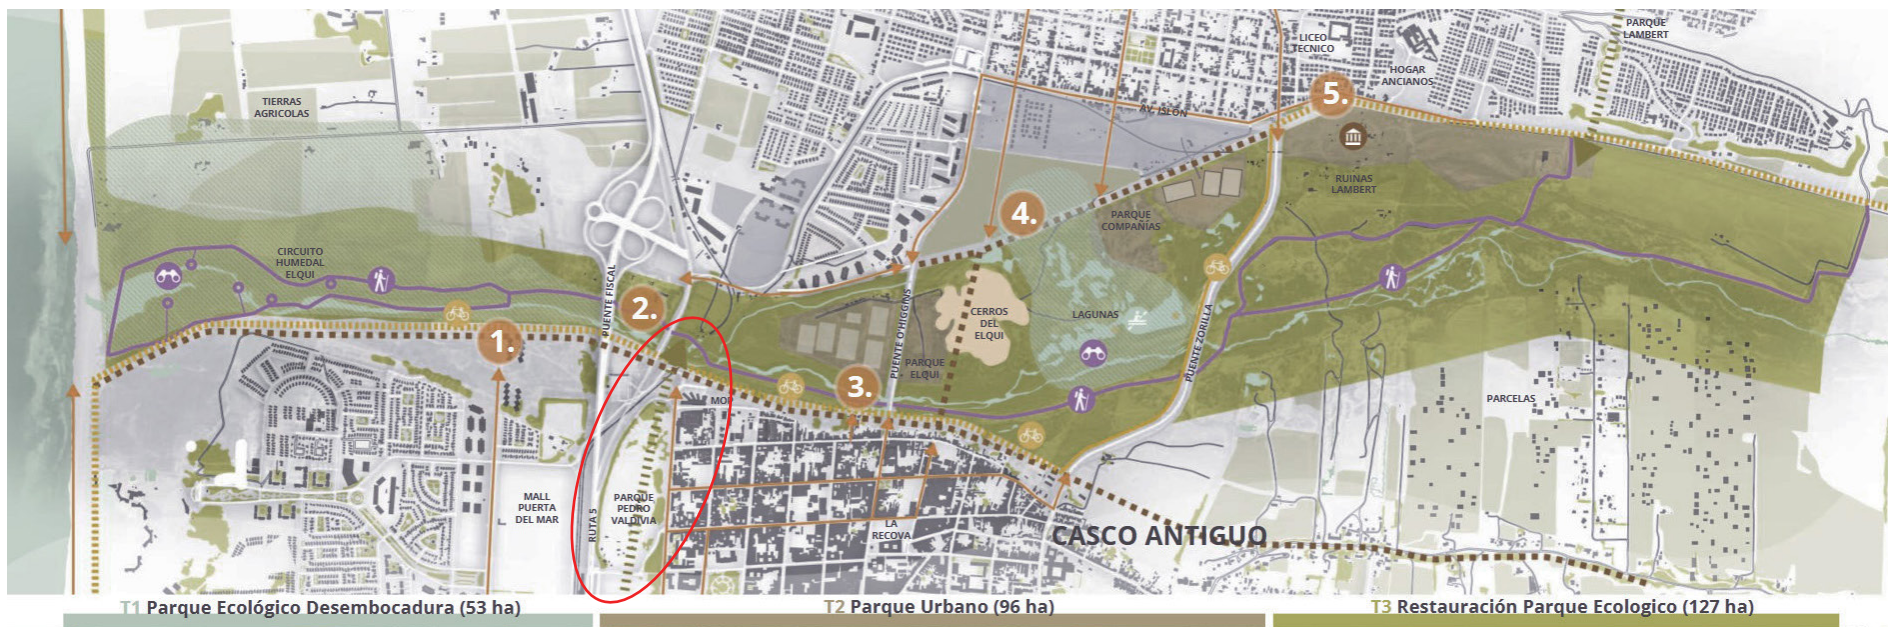 PARQUE
LAMBERT
LICEO
TECNICO
HOGAR
ANCIANOS
5.
TIERRAS
AGRICOLAS
AV. ISLÓN
RUINAS
LAMBERT
4.
PARQUE
COMPAÑIAS
CIRCUITO
HUMEDAL
ELQUI
PUENTE FISCAL
2.
1.
PUENTE O'HIGGINS
CERROS
DEL
ELQUI
LAGUNAS
PUENTE ZORILLA
PARQUE
ELQUI
3.
MOP
PARCELAS
MALL
PUERTA
DEL MAR
RUTA 5
PARQUE
PEDRO
VALDIVIA
LA
RECOVA
CASCO ANTIGUO
T1 Parque Ecológico Desembocadura (53 ha)
T2 Parque Urbano (96 ha)
T3 Restauración Parque Ecologico (127 ha)